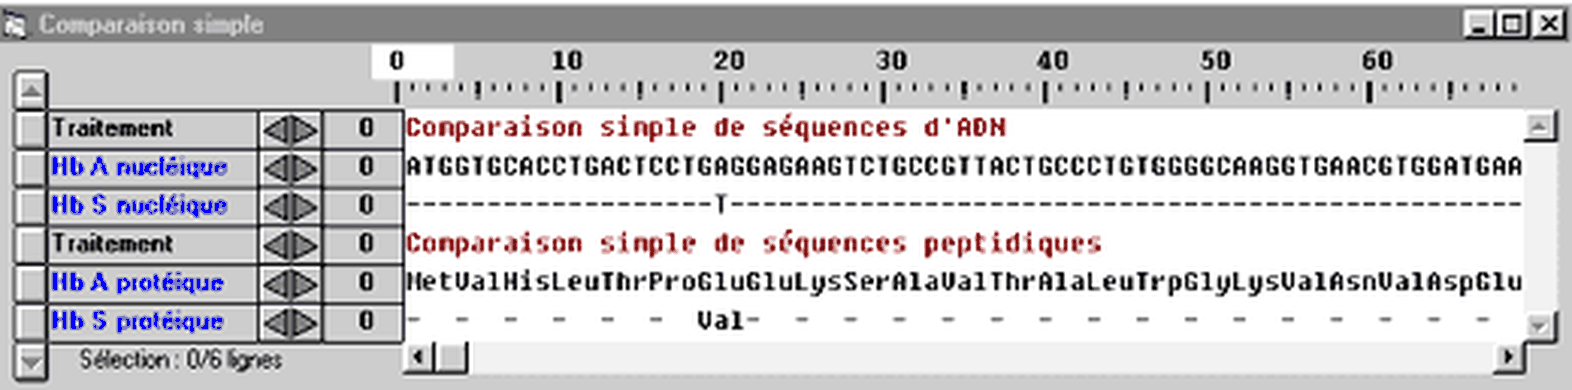 Comparaison simple
0 10 20 30 40 50 60
Traitement 0 Comparaison simple de séquences d'ADN
Hb A nucléique 0 ATGGTGCACCTGACTCCTGAGGAGAAGTCTGCCGTTACTGCCCTGTGGGGCAAGGTGAACGTGGATGAA
Hb S nucléique 0 -------------------T-------------------------------------------------
Traitement 0 Comparaison simple de séquences peptidiques
Hb A protéique 0 MetValHisLeuThrProGluGluLysSerAlaValThrAlaLeuTrpGlyLysValAsnValAspGlu
Hb S protéique 0 - - - - - - Val- - - - - - - - - - - - - - - -
Sélection : 0/6 lignes